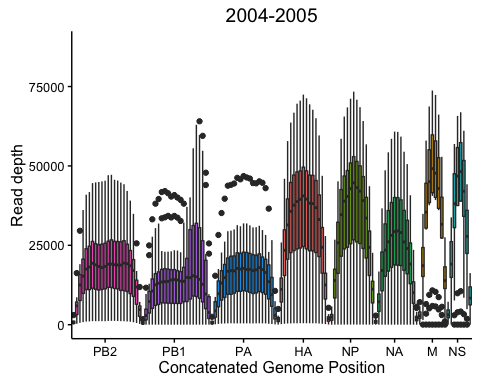 2004-2005
75000
50000
25000
0
Read depth
PB2 PB1 PA HA NP NA M NS
Concatenated Genome Position